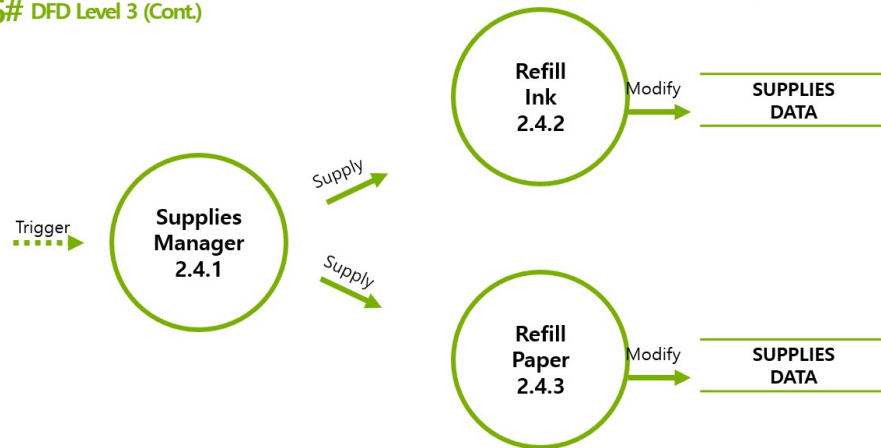 # DFD Level 3 (Cont.)
Refill
Ink
2.4.2
Modify
SUPPLIES
DATA
Supply
Trigger
Supplies
Manager
2.4.1
Supply
Refill
Paper
2.4.3
Modify
SUPPLIES
DATA